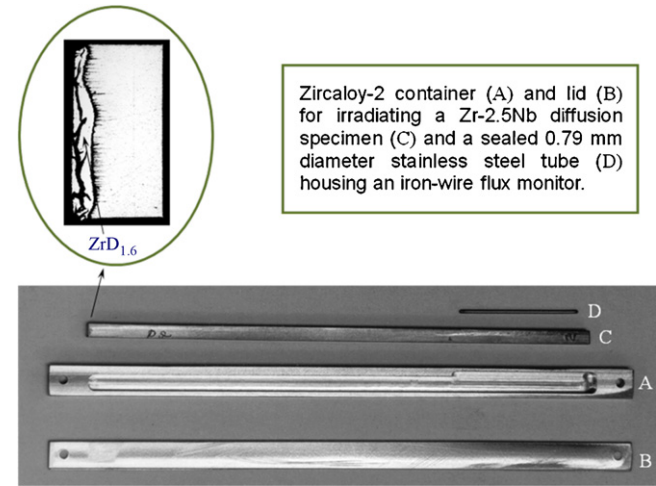 Zircaloy-2 container (A) and lid (B)
for irradiating a Zr-2.5Nb diffusion
specimen (C) and a sealed 0.79 mm
diameter stainless steel tube (D)
housing an iron-wire flux monitor.
ZrD1.6
D
C
A
B